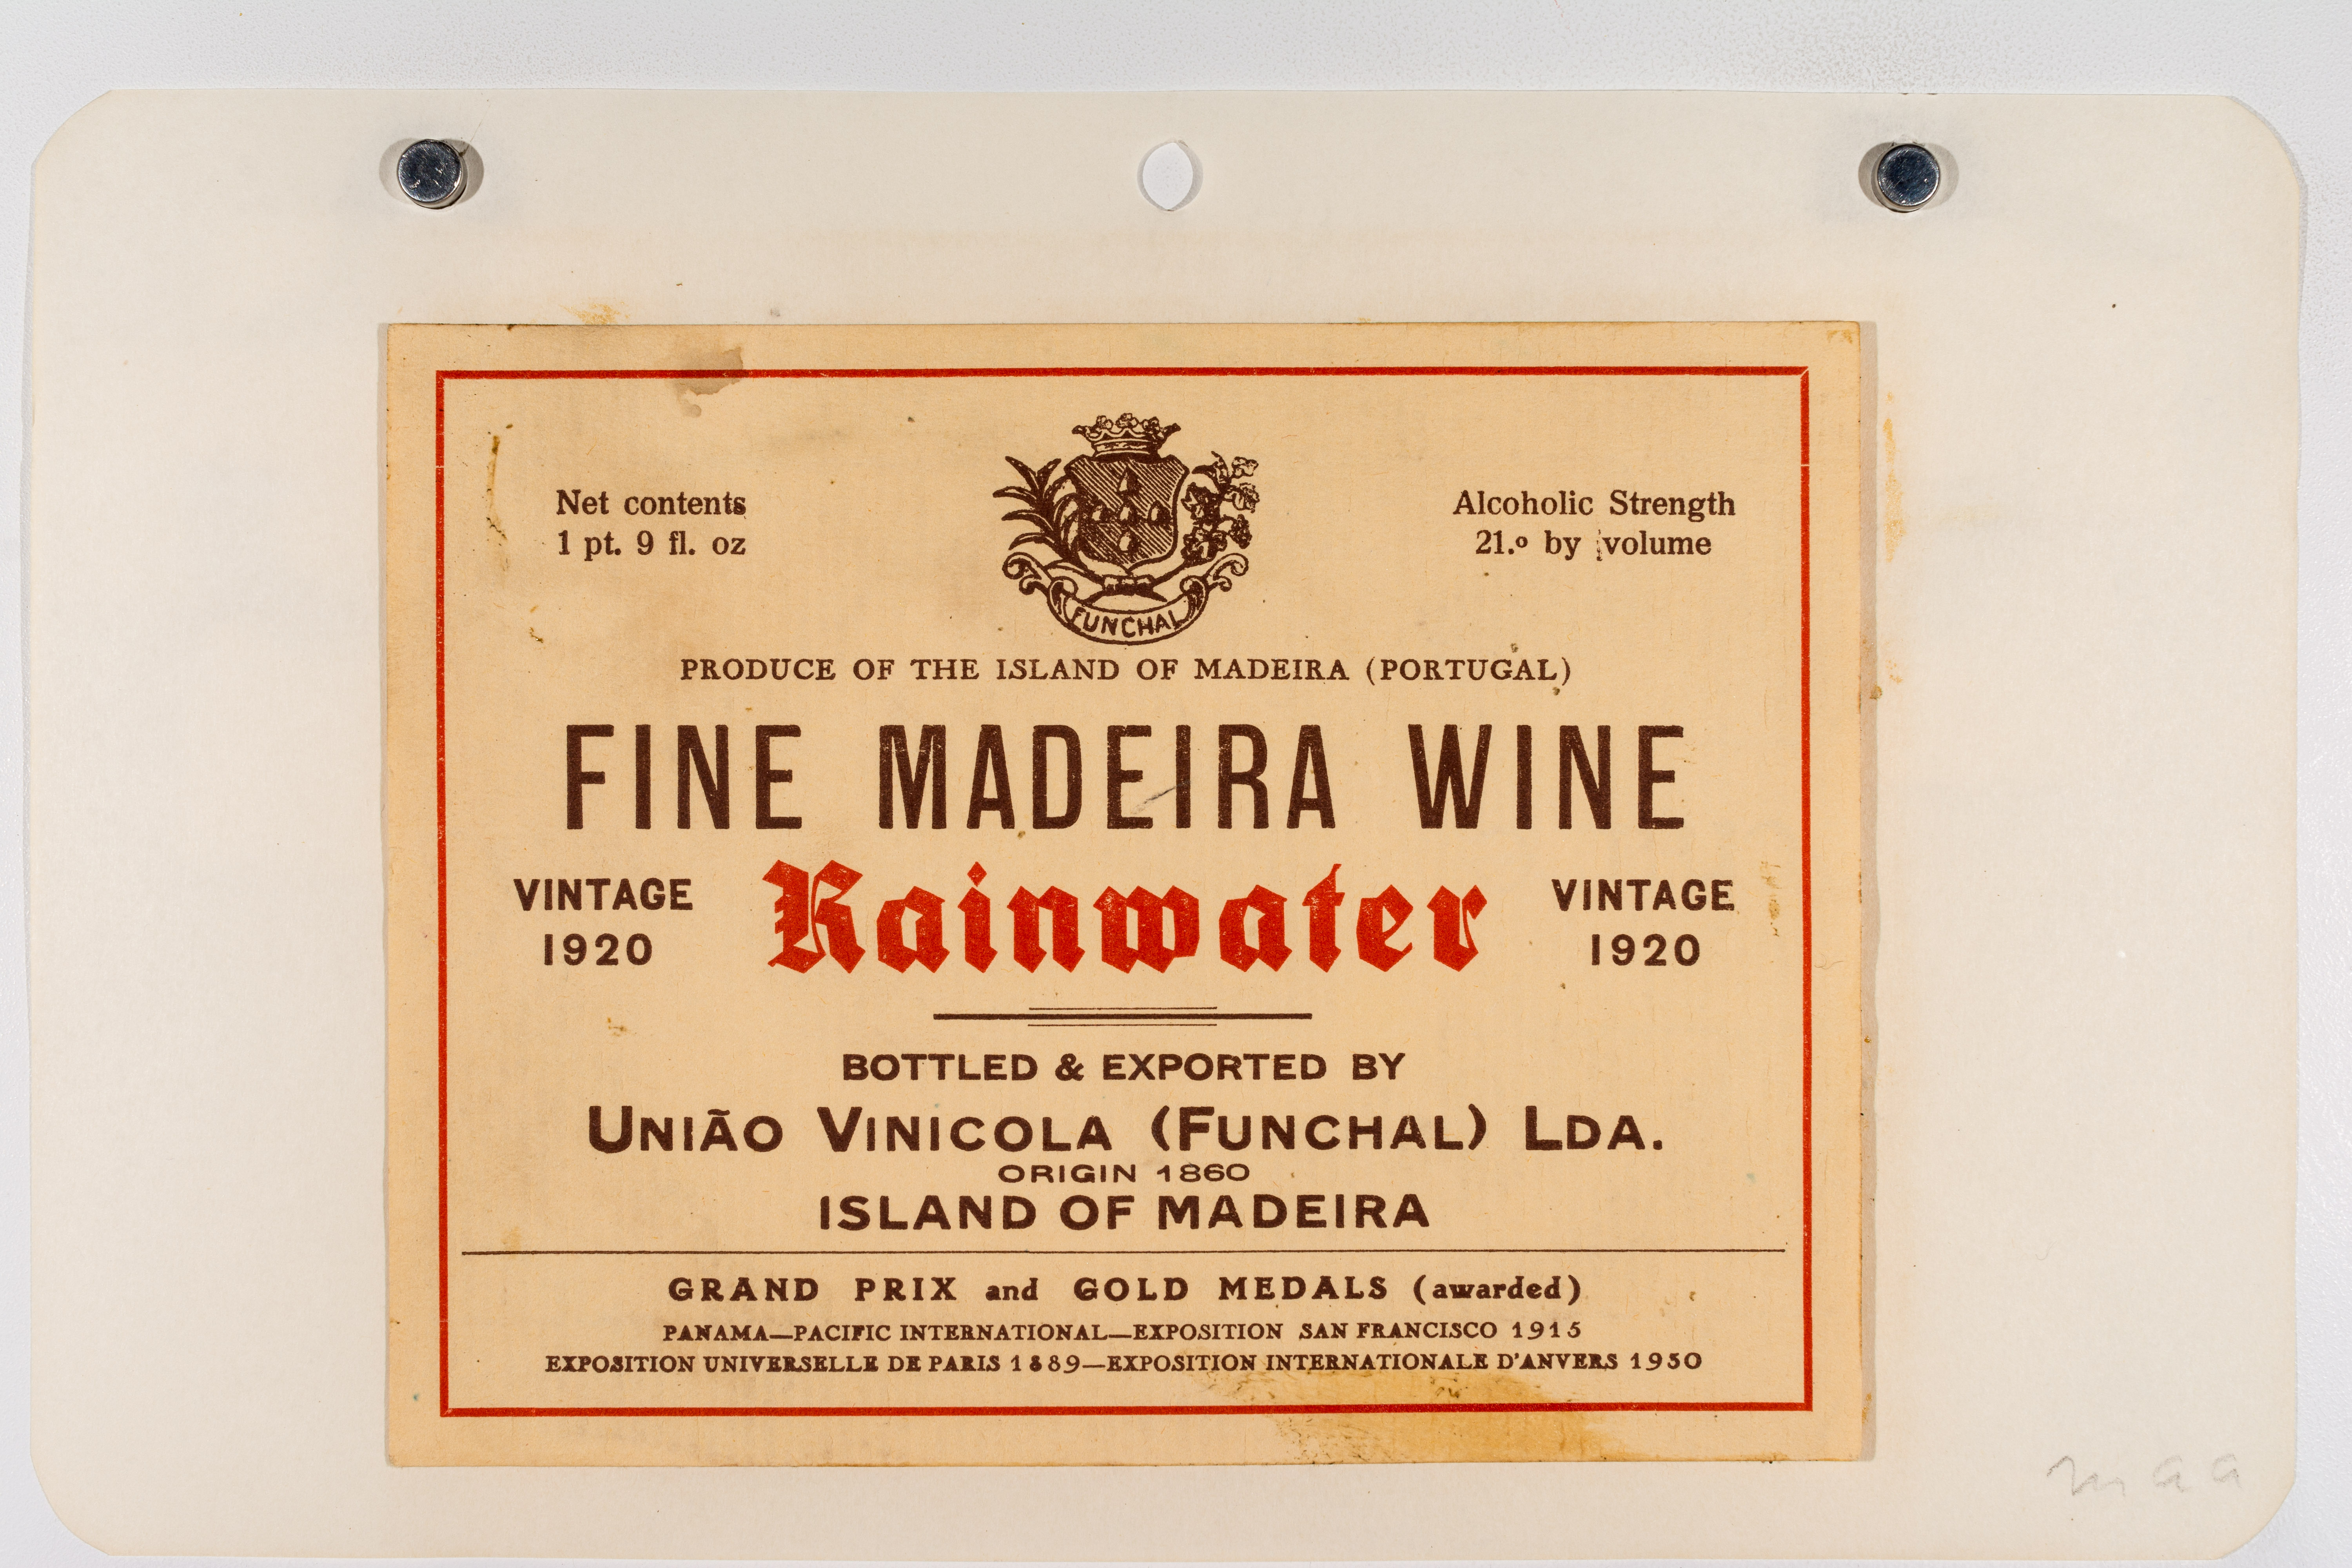 Net contents
1 pt. 9 fl. oz
FUNCHAL
Alcoholic Strength
21.º by volume
PRODUCE OF THE ISLAND OF MADEIRA (PORTUGAL)
FINE MADEIRA WINE
VINTAGE
1920
Rainwater
VINTAGE
1920
BOTTLED & EXPORTED BY
UNIÃO VINICOLA (FUNCHAL) LDA.
ORIGIN 1860
ISLAND OF MADEIRA
GRAND PRIX and GOLD MEDALS (awarded)
PANAMA—PACIFIC INTERNATIONAL—EXPOSITION SAN FRANCISCO 1915
EXPOSITION UNIVERSELLE DE PARIS 1889—EXPOSITION INTERNATIONALE D'ANVERS 1930